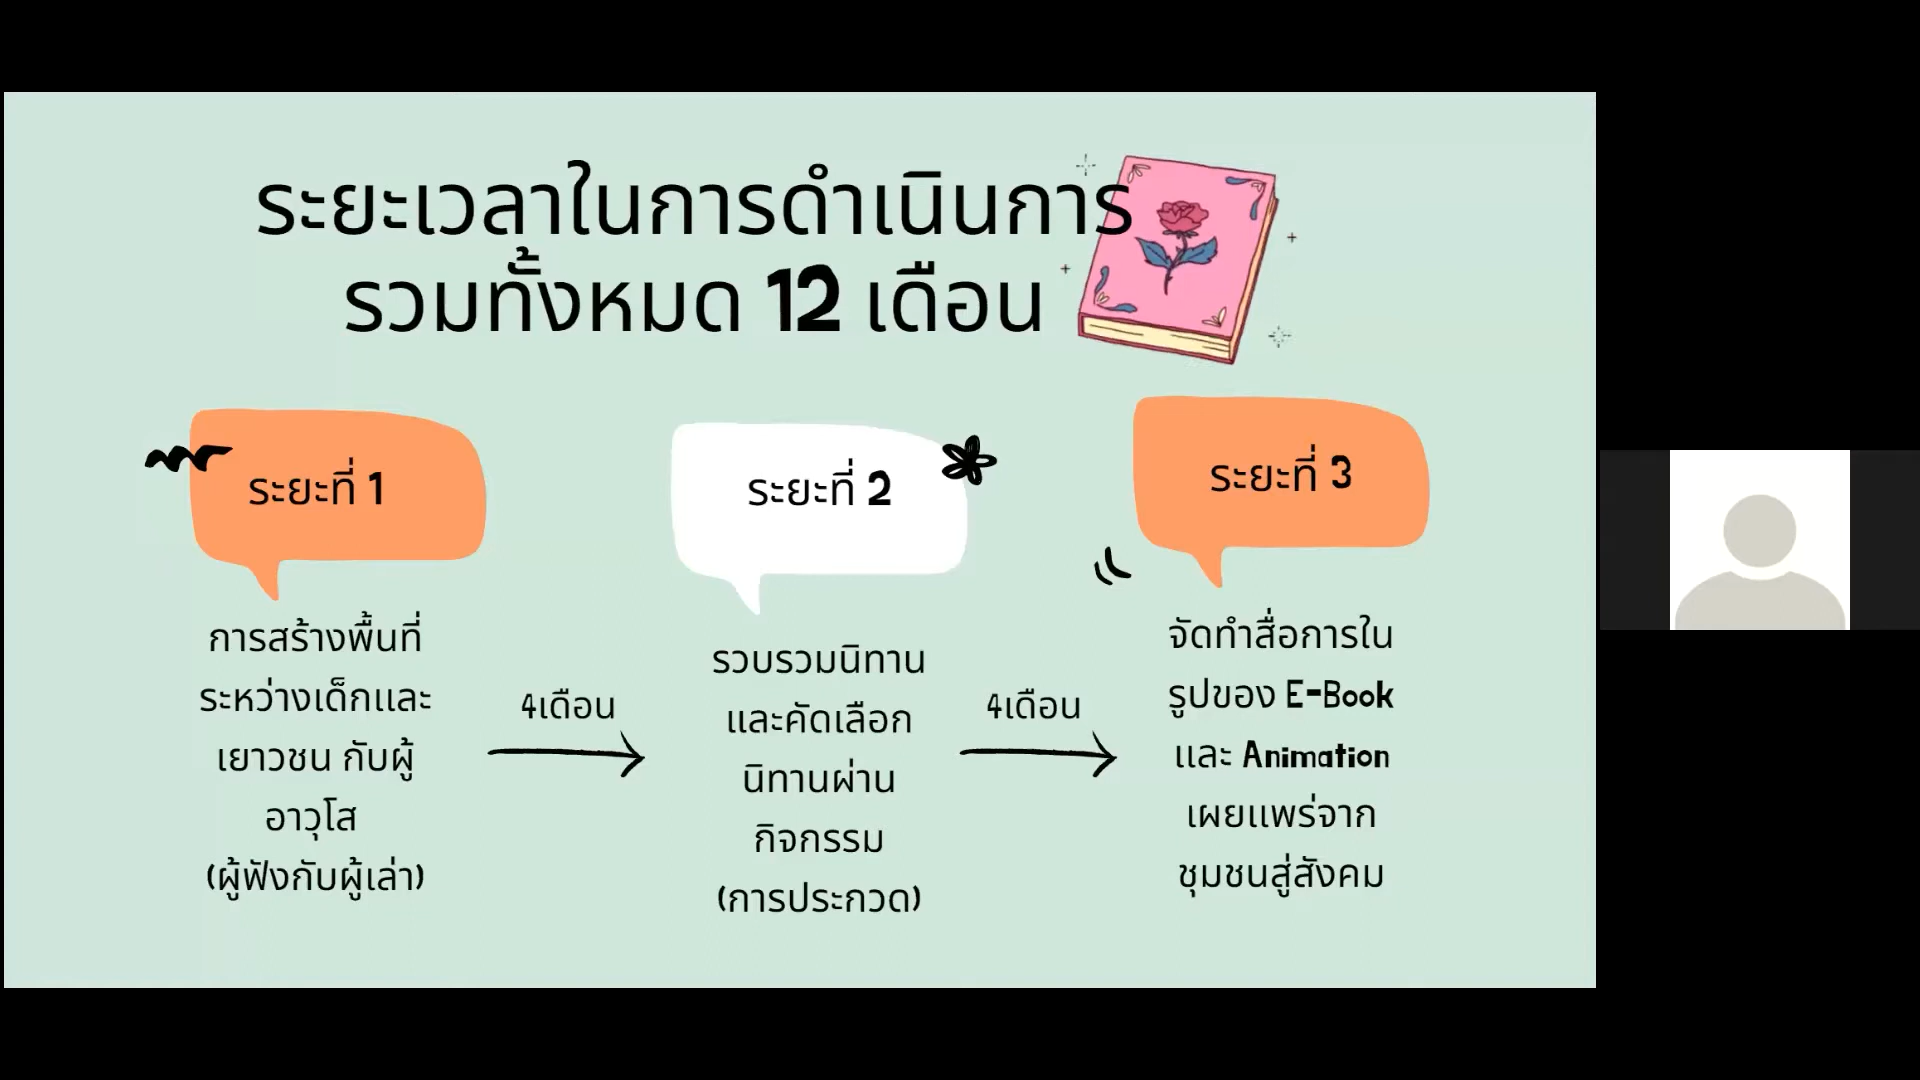 ระยะเวลาในการดำเนินการ
รวมทั้งหมด 12 เดือน
ระยะที่ 1
การสร้างพื้นที่
ระหว่างเด็กและ
เยาวชน กับผู้
อาวุโส
(ผู้ฟังกับผู้เล่า)
4เดือน
ระยะที่ 2
รวบรวมนิทาน
และคัดเลือก
นิทานผ่าน
กิจกรรม
(การประกวด)
4เดือน
ระยะที่ 3
จัดทำสื่อการใน
รูปของ E-Book
และ Animation
เผยแพร่จาก
ชุมชนสู่สังคม